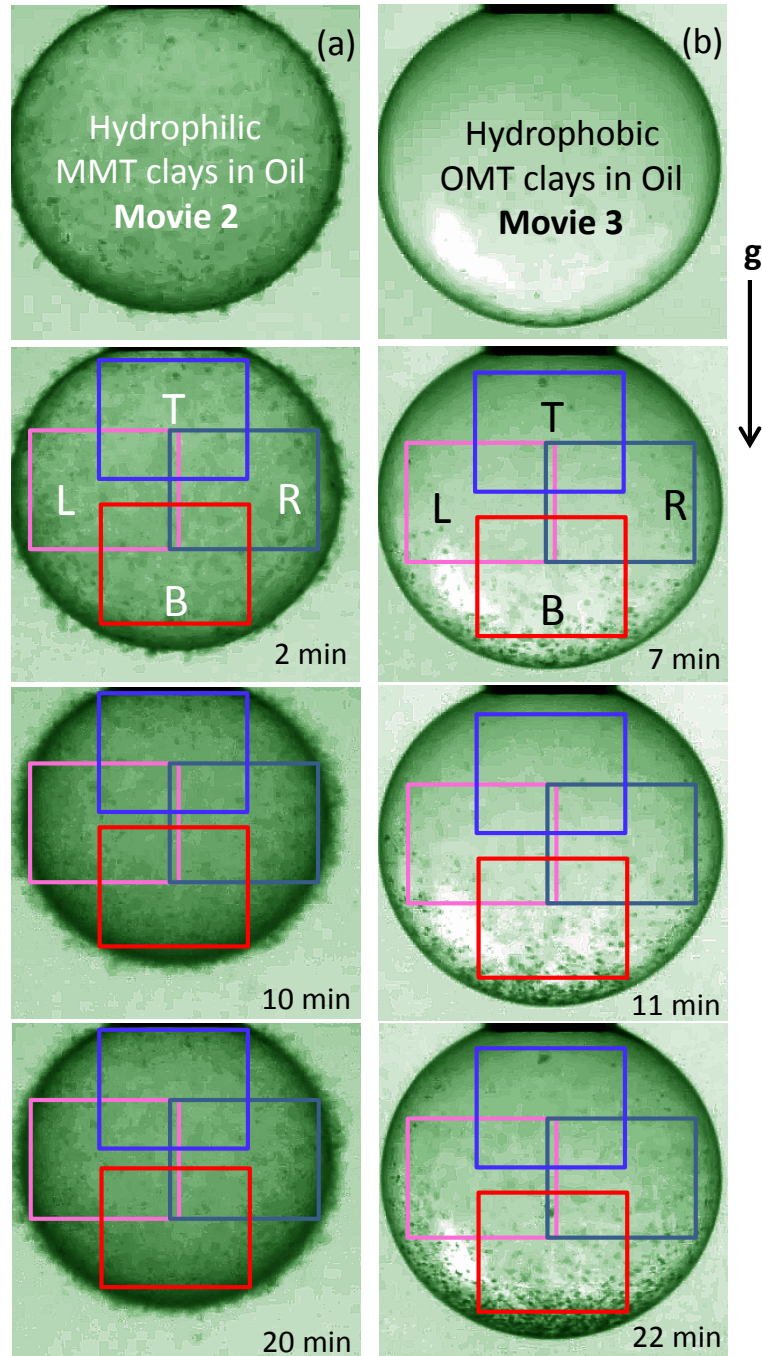 (a)
Hydrophilic
MMT clays in Oil
Movie 2
(b)
Hydrophobic
OMT clays in Oil
Movie 3
g
T
L
R
B
2 min
T
L
R
B
7 min
10 min
11 min
20 min
22 min